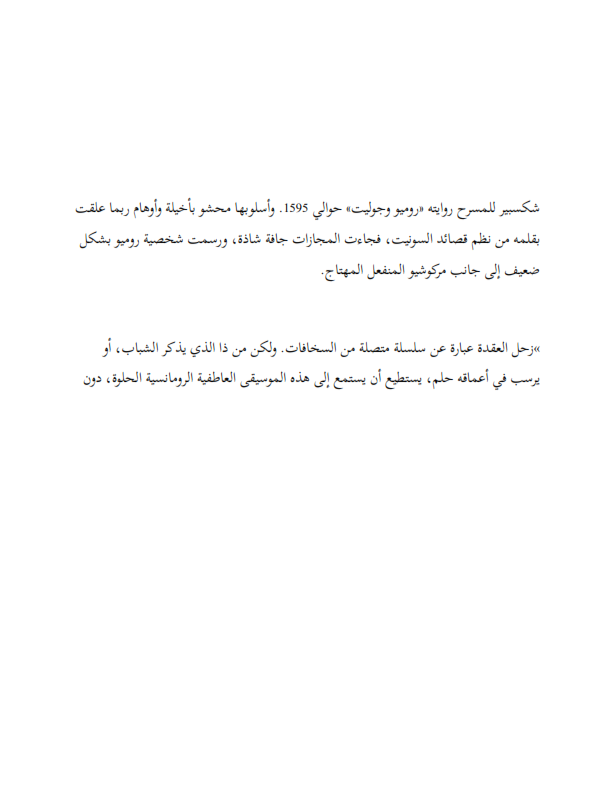 شكسبير للمسرح روايته «روميو وجوليت» حوالي 1595. وأسلوبها محشو بأخيلة وأوهام ربما علقت
بقلمه من نظم قصائد السونيت، فجاءت المجازات جافة شاذة، ورسمت شخصية روميو بشكل
ضعيف إلى جانب مركوشيو المنفعل المهتاج.
»زحل العقدة عبارة عن سلسلة متصلة من السخافات. ولكن من ذا الذي يذكر الشباب، أو
يرسب في أعماقه حلم، يستطيع أن يستمع إلى هذه الموسيقى العاطفية الرومانسية الحلوة، دون